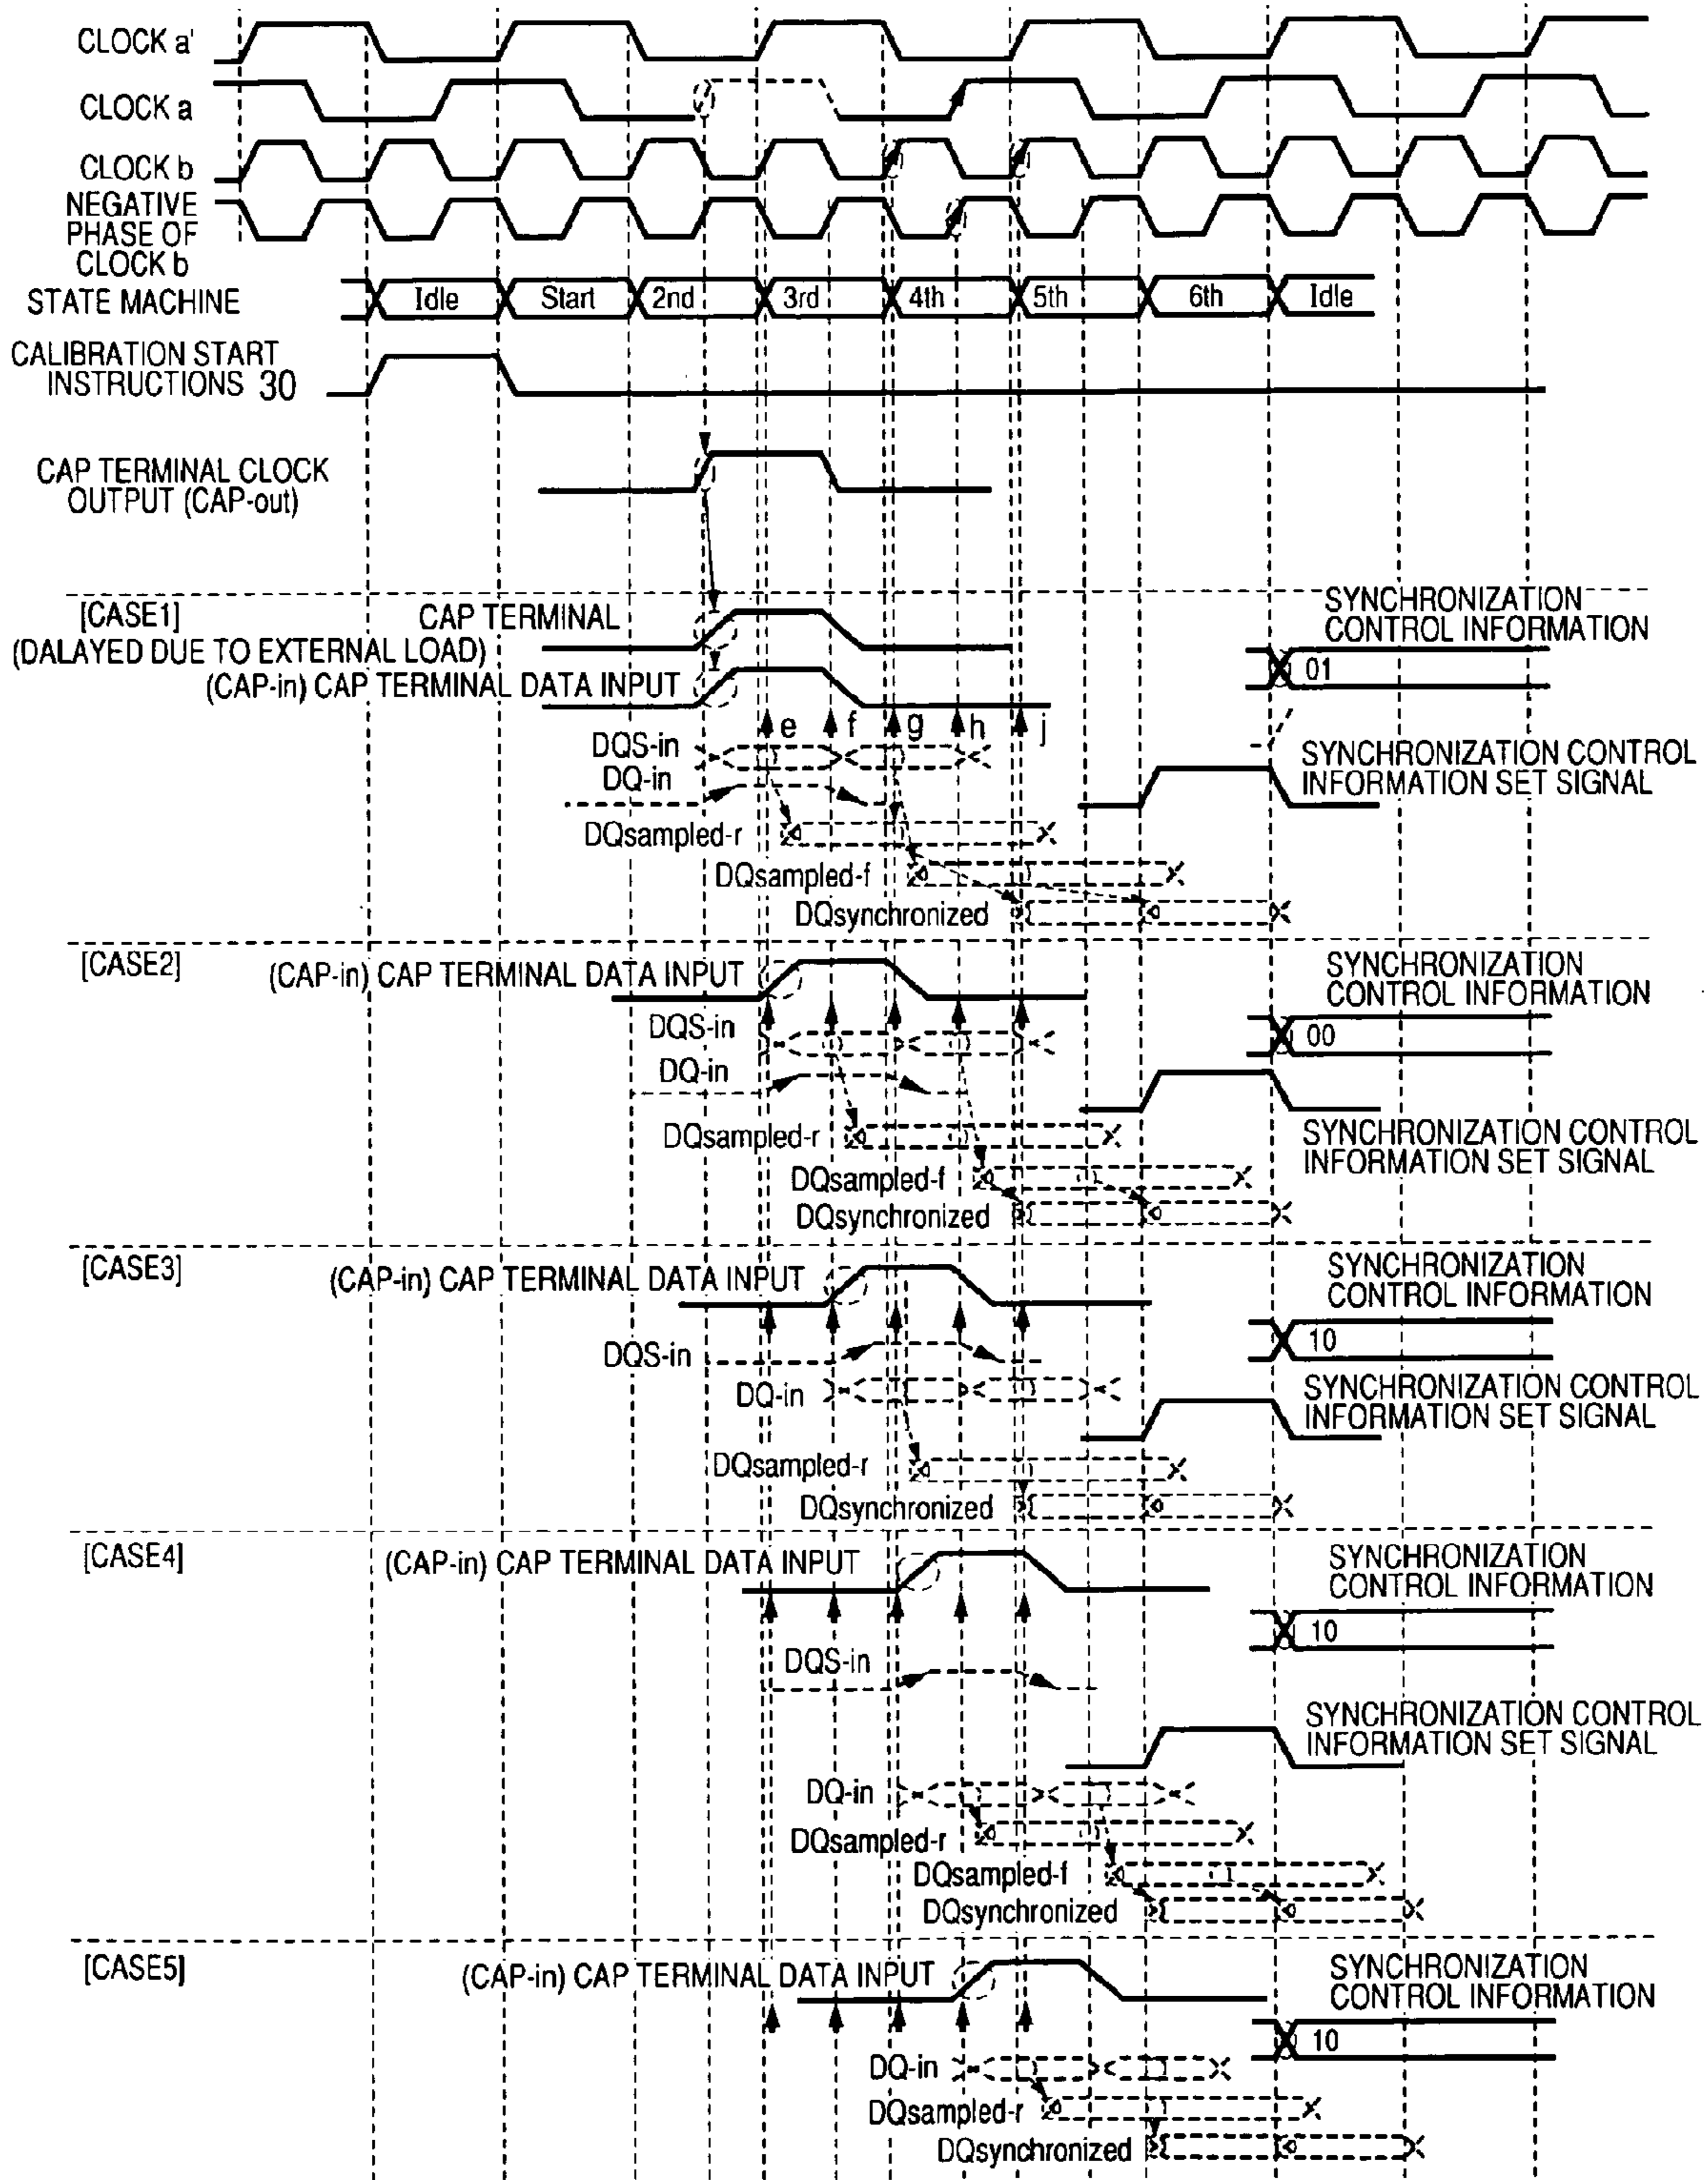 CLOCK a'
CLOCK a
CLOCK b
NEGATIVE
PHASE OF
CLOCK b
STATE MACHINE
Idle
Start
2nd
3rd
4th
5th
6th
Idle
CALIBRATION START
INSTRUCTIONS 30
CAP TERMINAL CLOCK
OUTPUT (CAP-out)
[CASE1]
CAP TERMINAL
(DALAYED DUE TO EXTERNAL LOAD)
(CAP-in) CAP TERMINAL DATA INPUT
SYNCHRONIZATION
CONTROL INFORMATION
01
e
f
g
h
j
DQS-in
DQ-in
SYNCHRONIZATION CONTROL
INFORMATION SET SIGNAL
DQsampled-r
DQsampled-f
DQsynchronized
[CASE2]
(CAP-in) CAP TERMINAL DATA INPUT
SYNCHRONIZATION
CONTROL INFORMATION
00
DQS-in
DQ-in
DQsampled-r
SYNCHRONIZATION CONTROL
INFORMATION SET SIGNAL
DQsampled-f
DQsynchronized
[CASE3]
(CAP-in) CAP TERMINAL DATA INPUT
SYNCHRONIZATION
CONTROL INFORMATION
10
DQS-in
DQ-in
SYNCHRONIZATION CONTROL
INFORMATION SET SIGNAL
DQsampled-r
DQsynchronized
[CASE4]
(CAP-in) CAP TERMINAL DATA INPUT
SYNCHRONIZATION
CONTROL INFORMATION
10
DQS-in
SYNCHRONIZATION CONTROL
INFORMATION SET SIGNAL
DQ-in
DQsampled-r
DQsampled-f
DQsynchronized
[CASE5]
(CAP-in) CAP TERMINAL DATA INPUT
SYNCHRONIZATION
CONTROL INFORMATION
10
DQ-in
DQsampled-r
DQsynchronized